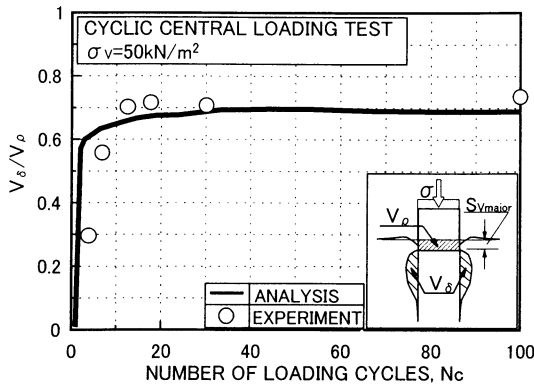 CYCLIC CENTRAL LOADING TEST
σv=50kN/m²
1
0.8
0.6
0.4
0.2
0
Vδ/Vρ
σ
SVmajor
Vρ
Vδ
ANALYSIS
EXPERIMENT
0 20 40 60 80 100
NUMBER OF LOADING CYCLES, Nc